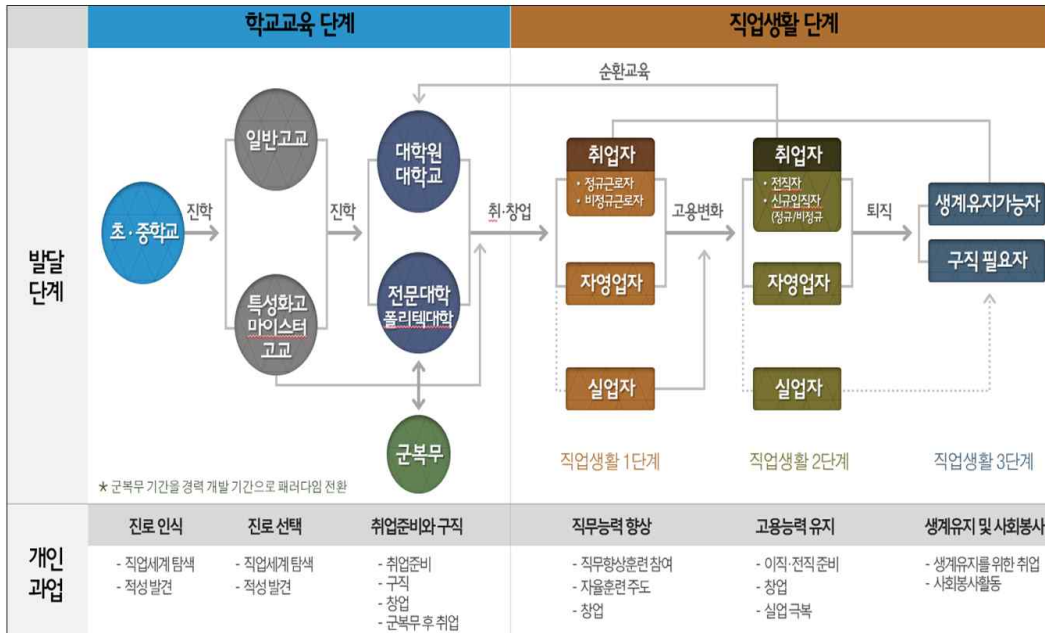 학교교육 단계
직업생활 단계
발달
단계
초·중학교
진학
일반고교
특성화고
마이스터
고교
진학
대학원
대학교
전문대학
폴리텍대학
군복무
취·창업
순환교육
취업자
· 정규근로자
· 비정규근로자
자영업자
실업자
고용변화
취업자
· 전직자
· 신규입직자
(정규/비정규
자영업자
실업자
퇴직
생계유지가능자
구직 필요자
직업생활 1단계
직업생활 2단계
직업생활 3단계
★ 군복무 기간을 경력 개발 기간으로 패러다임 전환
개인
과업
진로 인식
- 직업세계 탐색
- 적성 발견
진로 선택
- 직업세계 탐색
- 적성 발견
취업준비와 구직
- 취업준비
- 구직
- 창업
- 군복무 후 취업
직무능력 향상
- 직무향상훈련 참여
- 자율훈련 주도
- 창업
고용능력 유지
- 이직·전직 준비
- 창업
- 실업 극복
생계유지 및 사회봉사
- 생계유지를 위한 취업
- 사회봉사활동